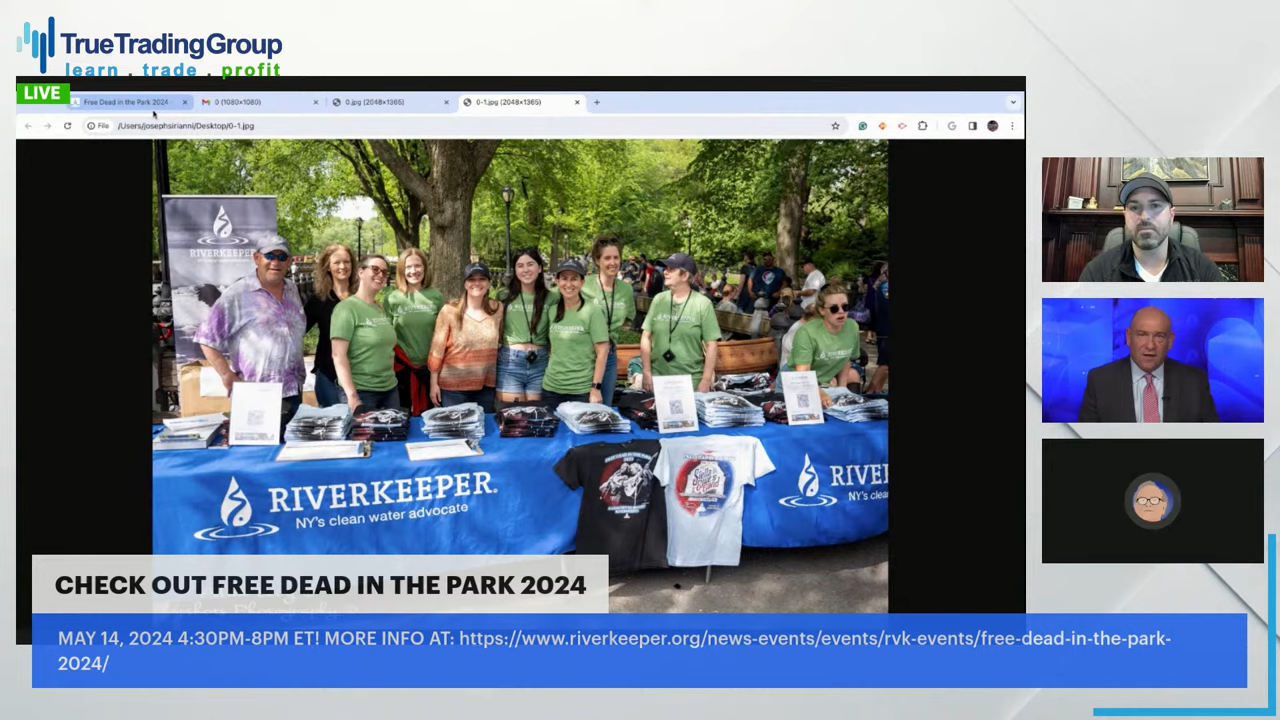 TrueTradingGroup
learn . trade . profit
LIVE
Free Dead in the Park 2024
0 (1080×1080)
0.jpg (2048×1365)
0-1.jpg (2048×1365)
File /Users/josephsirianni/Desktop/0-1.jpg
RIVERKEEPER
RIVERKEEPER.
NY's clean water advocate
CHECK OUT FREE DEAD IN THE PARK 2024
MAY 14, 2024 4:30PM-8PM ET! MORE INFO AT: https://www.riverkeeper.org/news-events/events/rvk-events/free-dead-in-the-park-
2024/